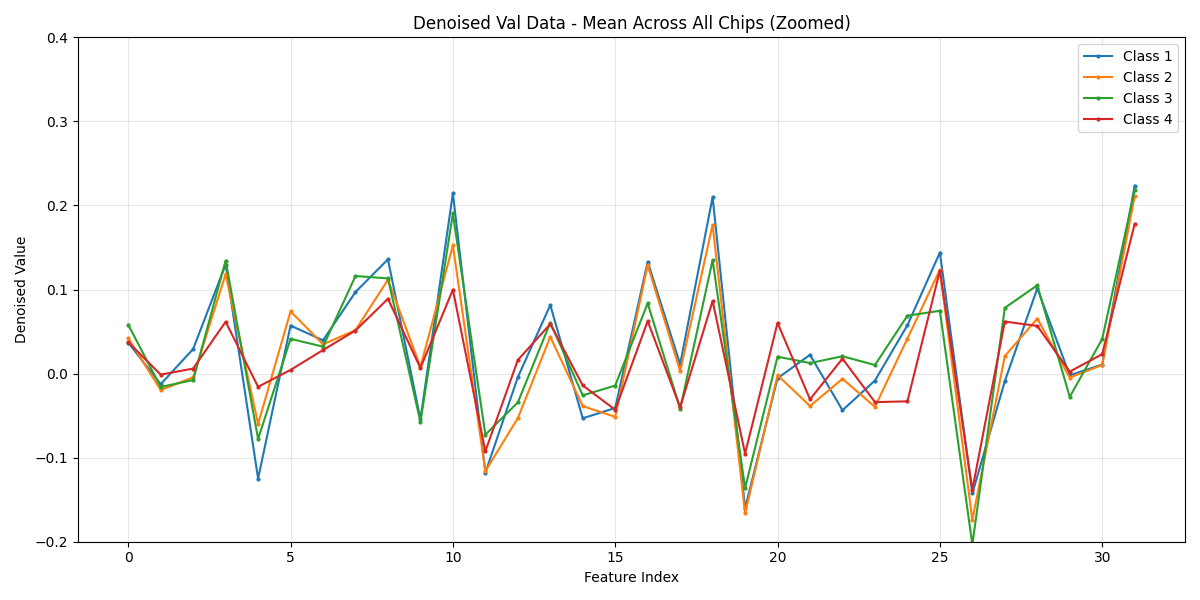 Denoised Val Data - Mean Across All Chips (Zoomed)
Class 1
Class 2
Class 3
Class 4
Denoised Value
0.4
0.3
0.2
0.1
0.0
−0.1
−0.2
0 5 10 15 20 25 30
Feature Index